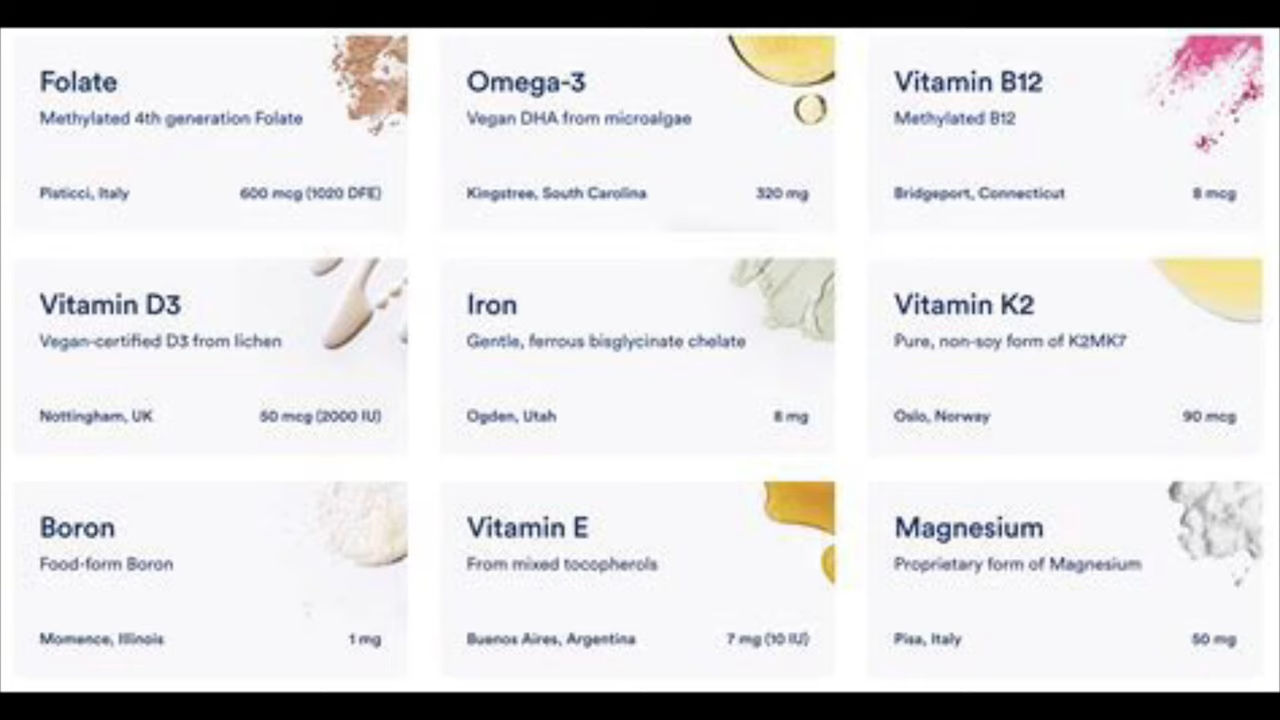 Folate
Methylated 4th generation Folate
Pisticci, Italy
600 mcg (1020 DFE)
Omega-3
Vegan DHA from microalgae
Kingstree, South Carolina
320 mg
Vitamin B12
Methylated B12
Bridgeport, Connecticut
8 mcg
Vitamin D3
Vegan-certified D3 from lichen
Nottingham, UK
50 mcg (2000 IU)
Iron
Gentle, ferrous bisglycinate chelate
Ogden, Utah
8 mg
Vitamin K2
Pure, non-soy form of K2MK7
Oslo, Norway
90 mcg
Boron
Food-form Boron
Momence, Illinois
1 mg
Vitamin E
From mixed tocopherols
Buenos Aires, Argentina
7 mg (10 IU)
Magnesium
Proprietary form of Magnesium
Pisa, Italy
50 mg